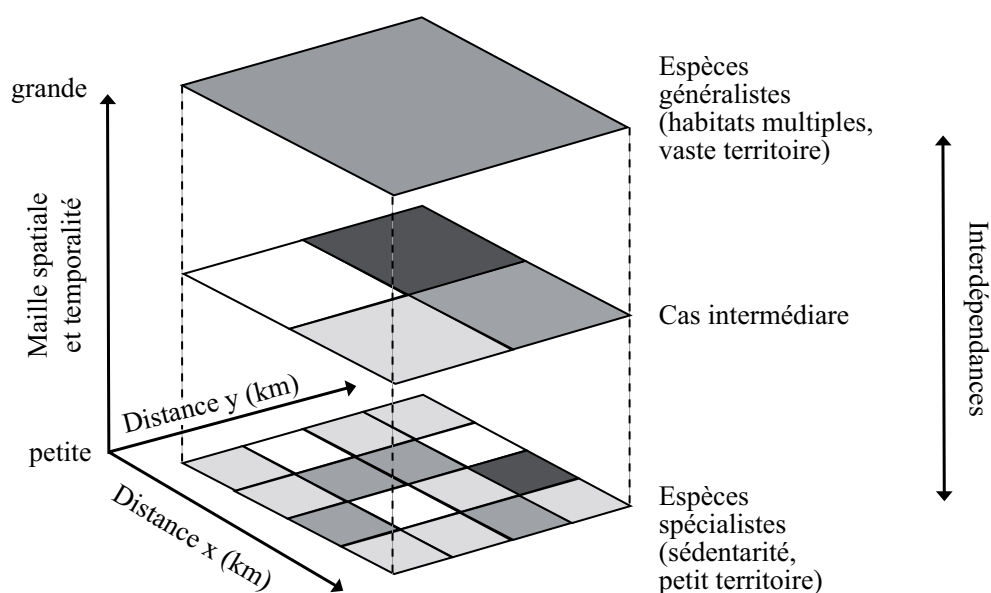 grande
Maille spatiale
et temporalité
petite
Distance y (km)
Distance x (km)
Espèces
généralistes
(habitats multiples,
vaste territoire)
Cas intermédiare
Espèces
spécialistes
(sédentarité,
petit territoire)
Interdépendances